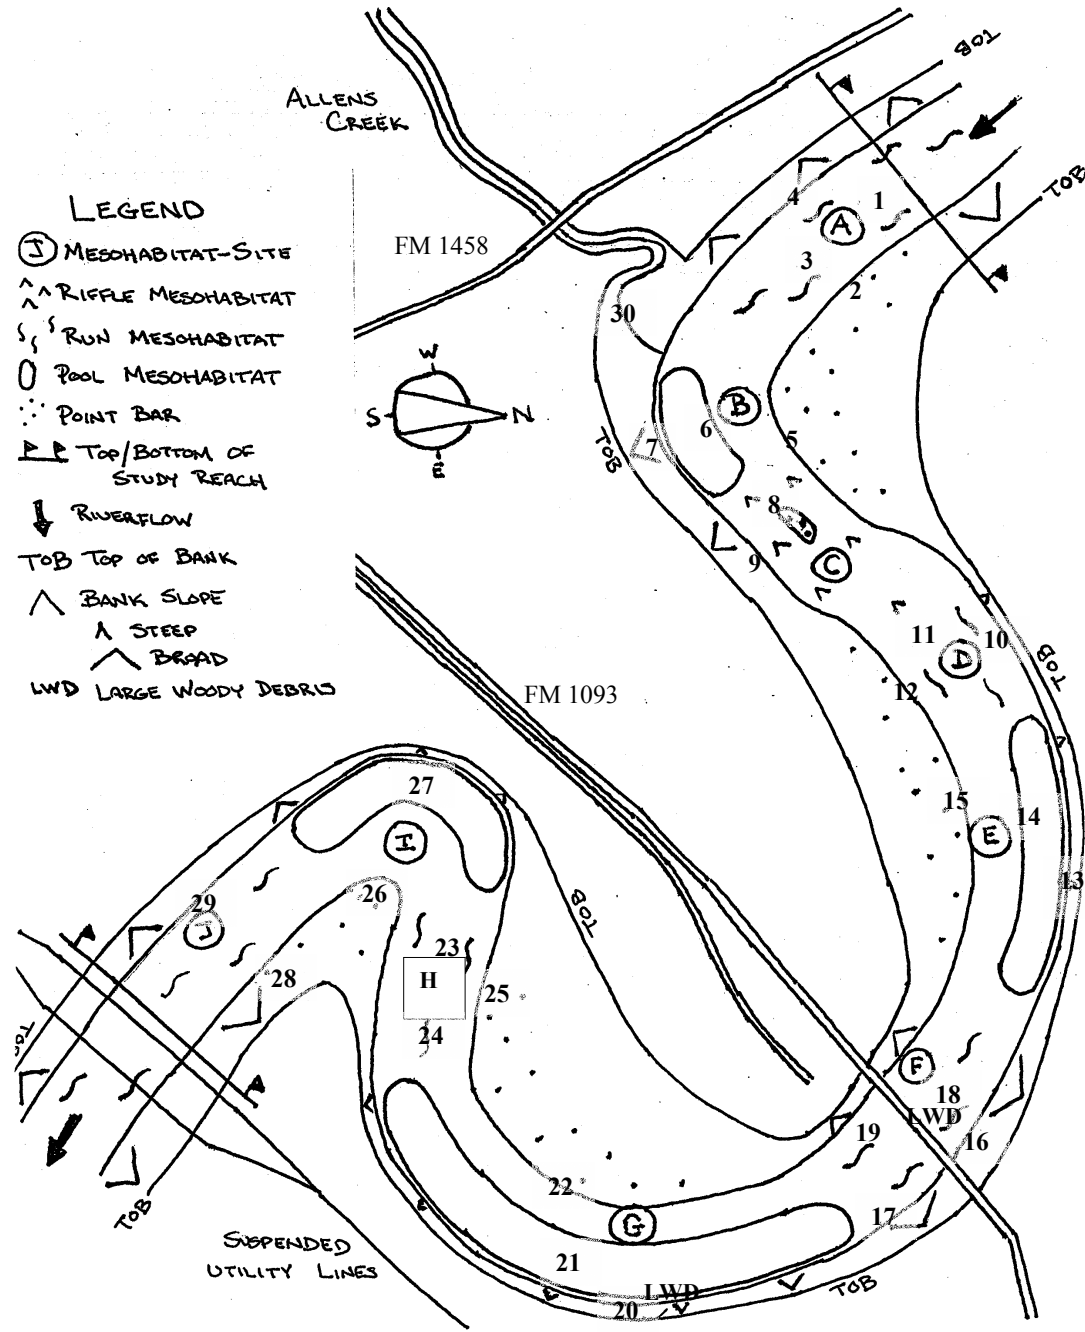 ALLENS
CREEK
TOB
TOB
LEGEND
J MESOHABITAT-SITE
RIFFLE MESOHABITAT
RUN MESOHABITAT
POOL MESOHABITAT
POINT BAR
TOP/BOTTOM OF
STUDY REACH
RIVERFLOW
TOB TOP OF BANK
BANK SLOPE
STEEP
BROAD
LWD LARGE WOODY DEBRIS
FM 1458
W
S
N
E
4
1
A
3
2
30
B
6
5
7
TOB
8
9
C
11
10
D
12
TOB
FM 1093
27
15
14
E
I
13
26
29
J
TOB
23
H
28
25
24
TOB
F
18
LWD
19
16
22
17
G
21
TOB
LWD
20
TOB
SUSPENDED
UTILITY LINES